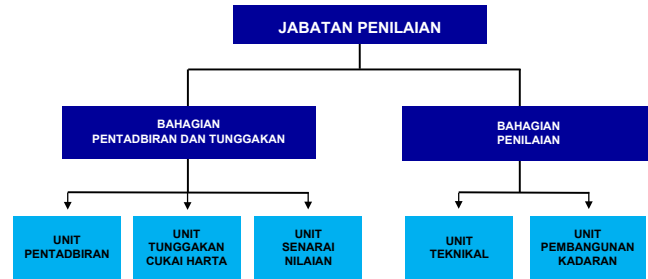 JABATAN PENILAIAN
BAHAGIAN
PENTADBIRAN DAN TUNGGAKAN
BAHAGIAN
PENILAIAN
UNIT
PENTADBIRAN
UNIT
TUNGGAKAN
CUKAI HARTA
UNIT
SENARAI
NILAIAN
UNIT
TEKNIKAL
UNIT
PEMBANGUNAN
KADARAN